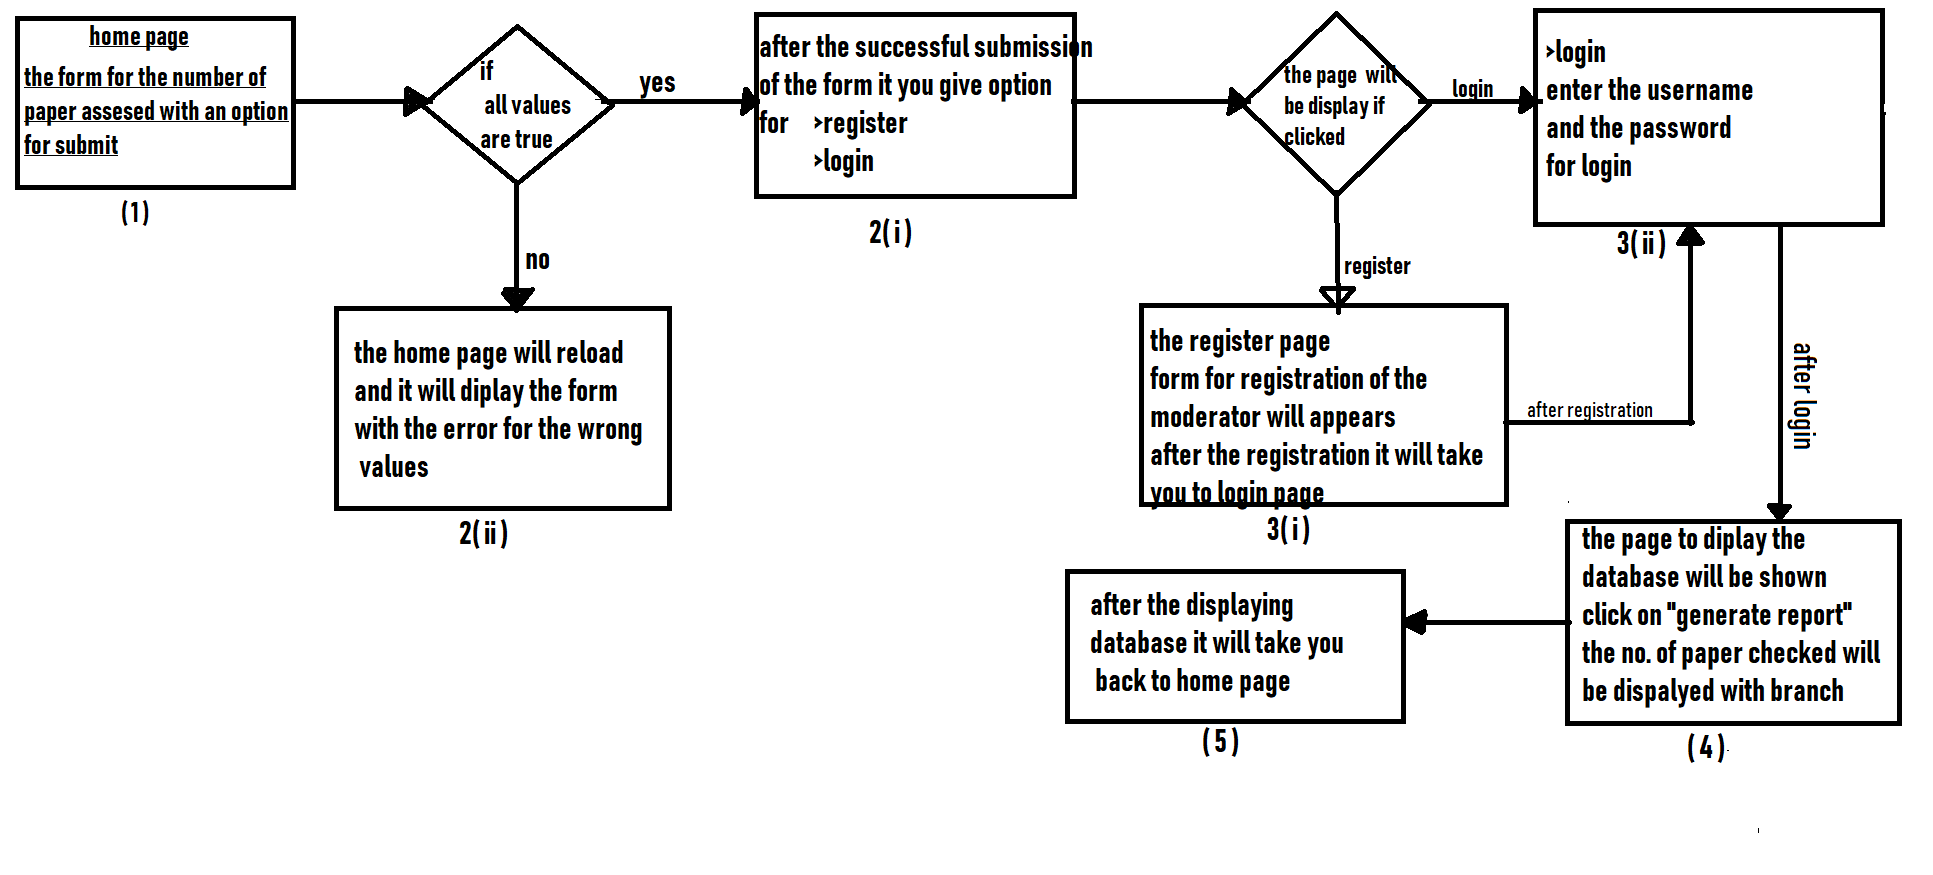 home page
the form for the number of
paper assesed with an option
for submit
(1)
if
all values
are true
yes
no
the home page will reload
and it will diplay the form
with the error for the wrong
values
2(ii)
after the successful submission
of the form it you give option
for >register
>login
2(i)
the page will
be display if
clicked
login
register
>login
enter the username
and the password
for login
3(ii)
the register page
form for registration of the
moderator will appears
after the registration it will take
you to login page
3(i)
after registration
after login
the page to diplay the
database will be shown
click on "generate report"
the no. of paper checked will
be dispalyed with branch
(4)
after the displaying
database it will take you
back to home page
(5)